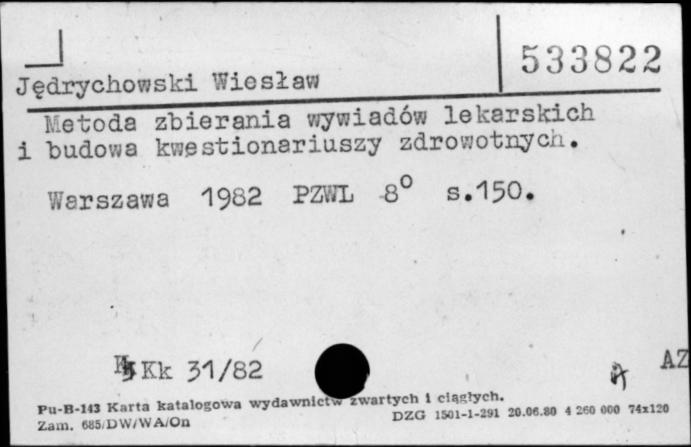 533822
Jędrychowski Wiesław
Metoda zbierania wywiadów lekarskich
i budowa kwestionariuszy zdrowotnych.
Warszawa 1982 PZWL 8° s.150.
Kk 31/82
AZ
Pu-B-143 Karta katalogowa wydawnictw zwartych i ciągłych.
Zam. 685/DW/WA/On DZG 1501-1-291 20.06.80 4 260 000 74x120